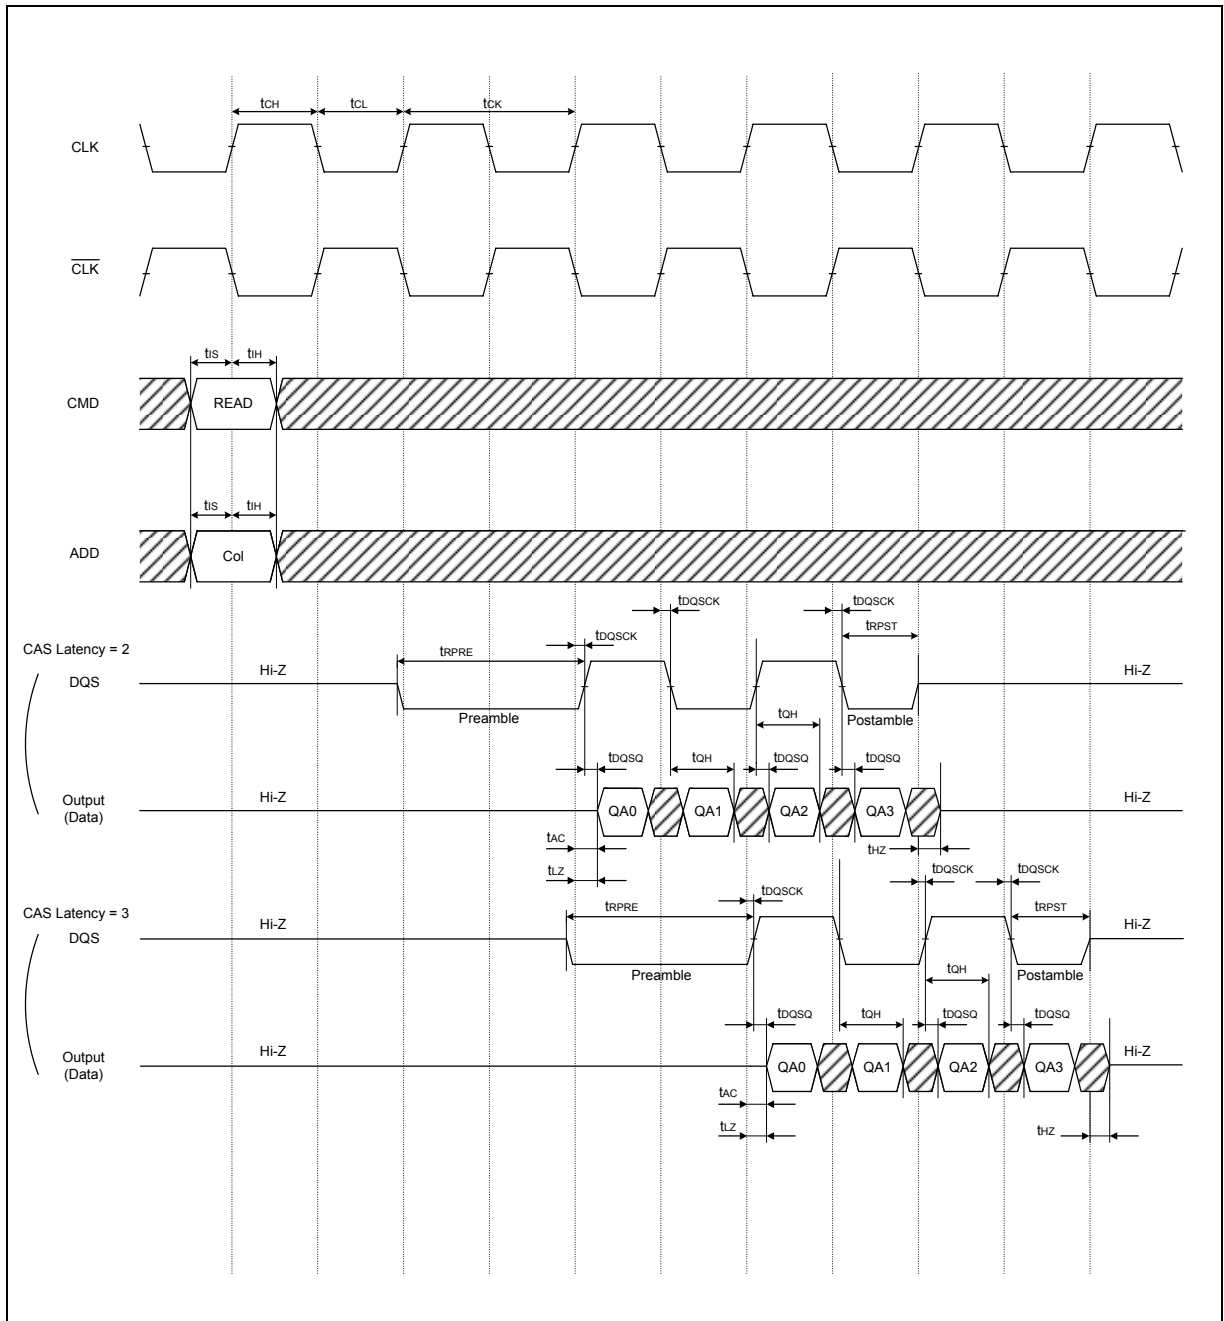 tCH tCL tCK
CLK
CLK
tIS tIH
CMD READ
tIS tIH
ADD Col
tDQSCK tDQSCK
tDQSCK tRPST
CAS Latency = 2 tRPRE
DQS Hi-Z Hi-Z
Preamble Postamble
tQH
tDQSQ tQH tDQSQ tDQSQ
Output
(Data) Hi-Z QA0 QA1 QA2 QA3 Hi-Z
tAC tHZ
tLZ
tDQSCK tDQSCK tDQSCK
CAS Latency = 3 tRPRE tRPST
DQS Hi-Z Hi-Z
Preamble Postamble
tQH
tDQSQ tQH tDQSQ tDQSQ
Output
(Data) Hi-Z QA0 QA1 QA2 QA3 Hi-Z
tAC
tLZ tHZ